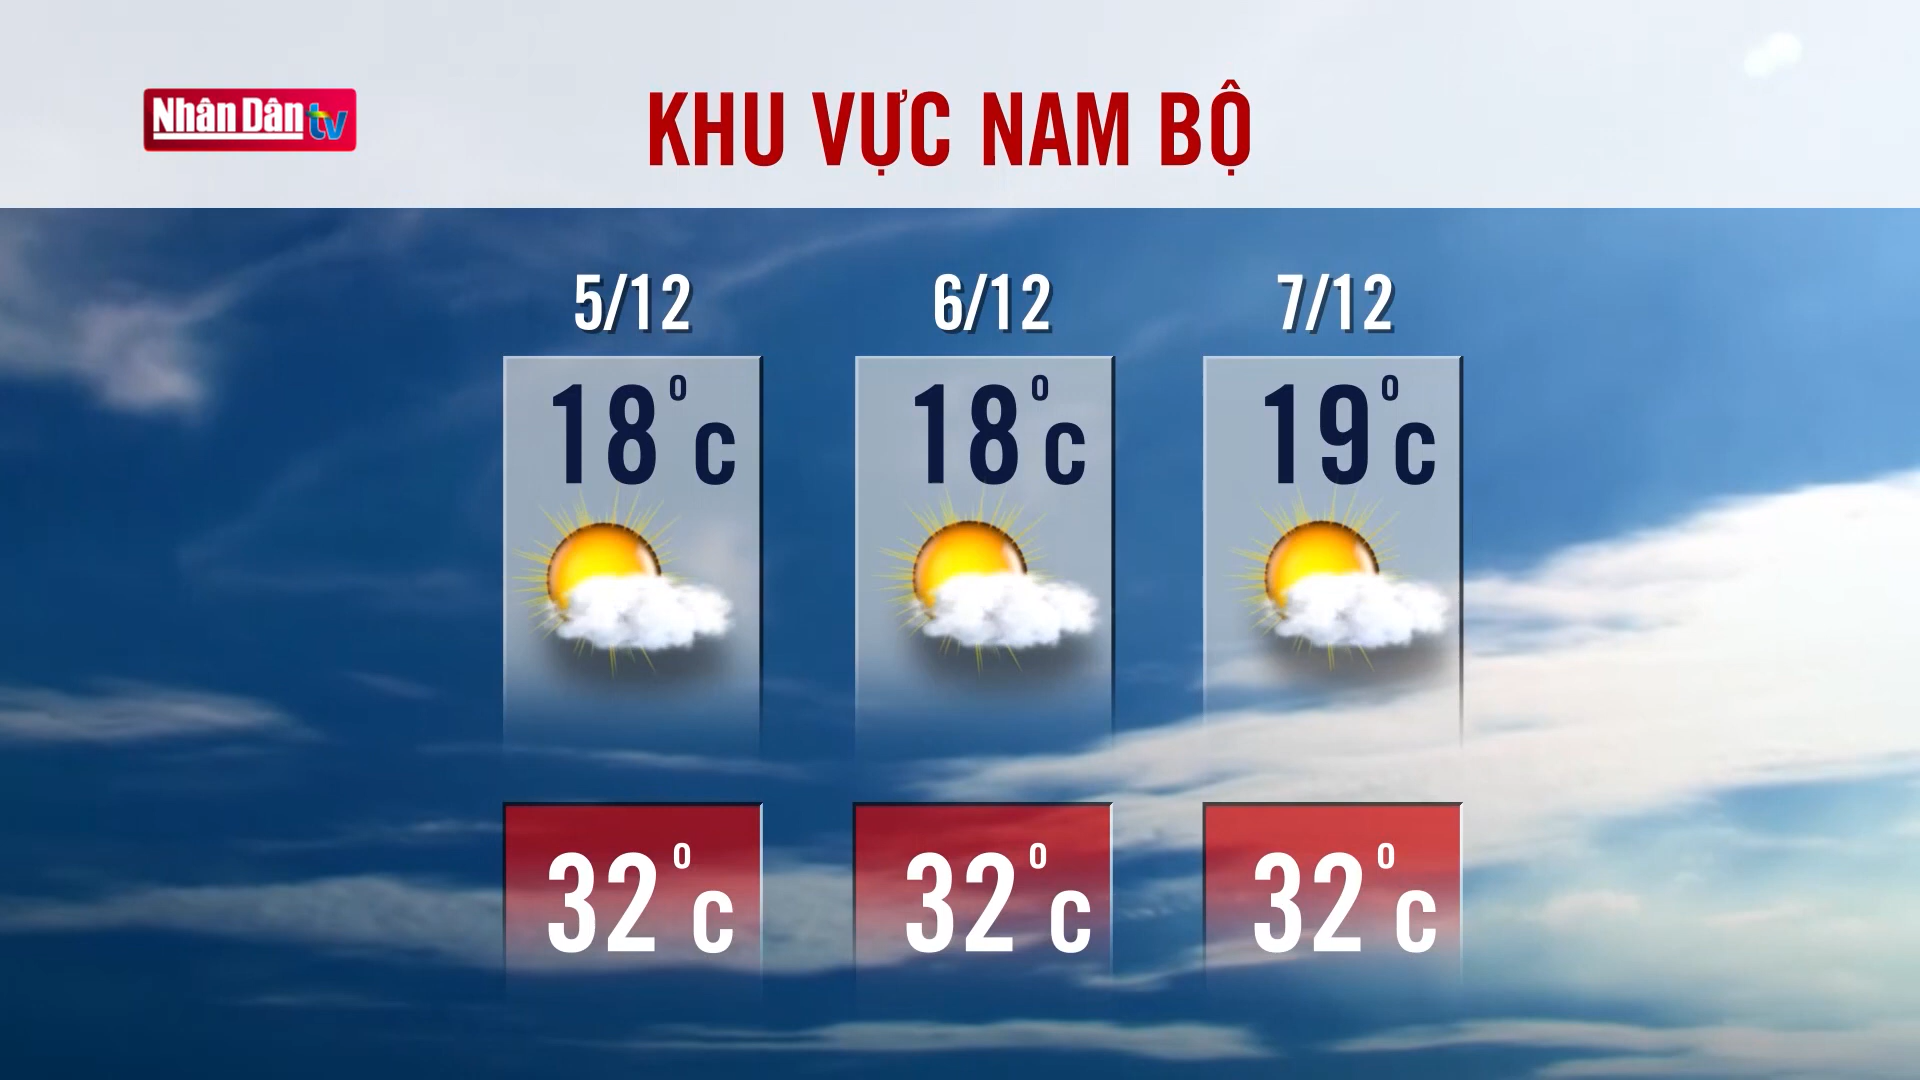 Nhân Dân tv
KHU VỰC NAM BỘ
5/12 6/12 7/12
18°C 18°C 19°C
32°C 32°C 32°C